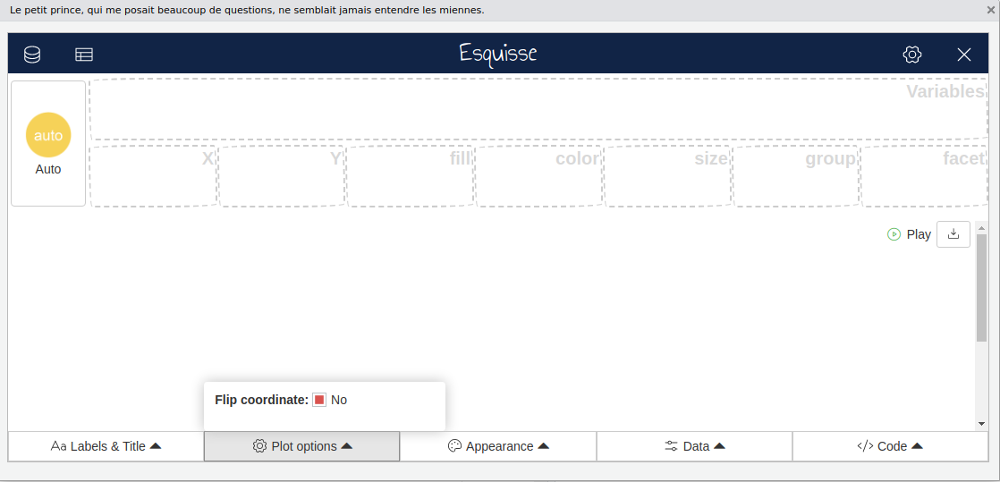 Le petit prince, qui me posait beaucoup de questions, ne semblait jamais entendre les miennes.
Esquisse
Variables
auto
Auto
X
Y
fill
color
size
group
facet
Play
Flip coordinate: No
Aa Labels & Title
Plot options
Appearance
Data
</> Code